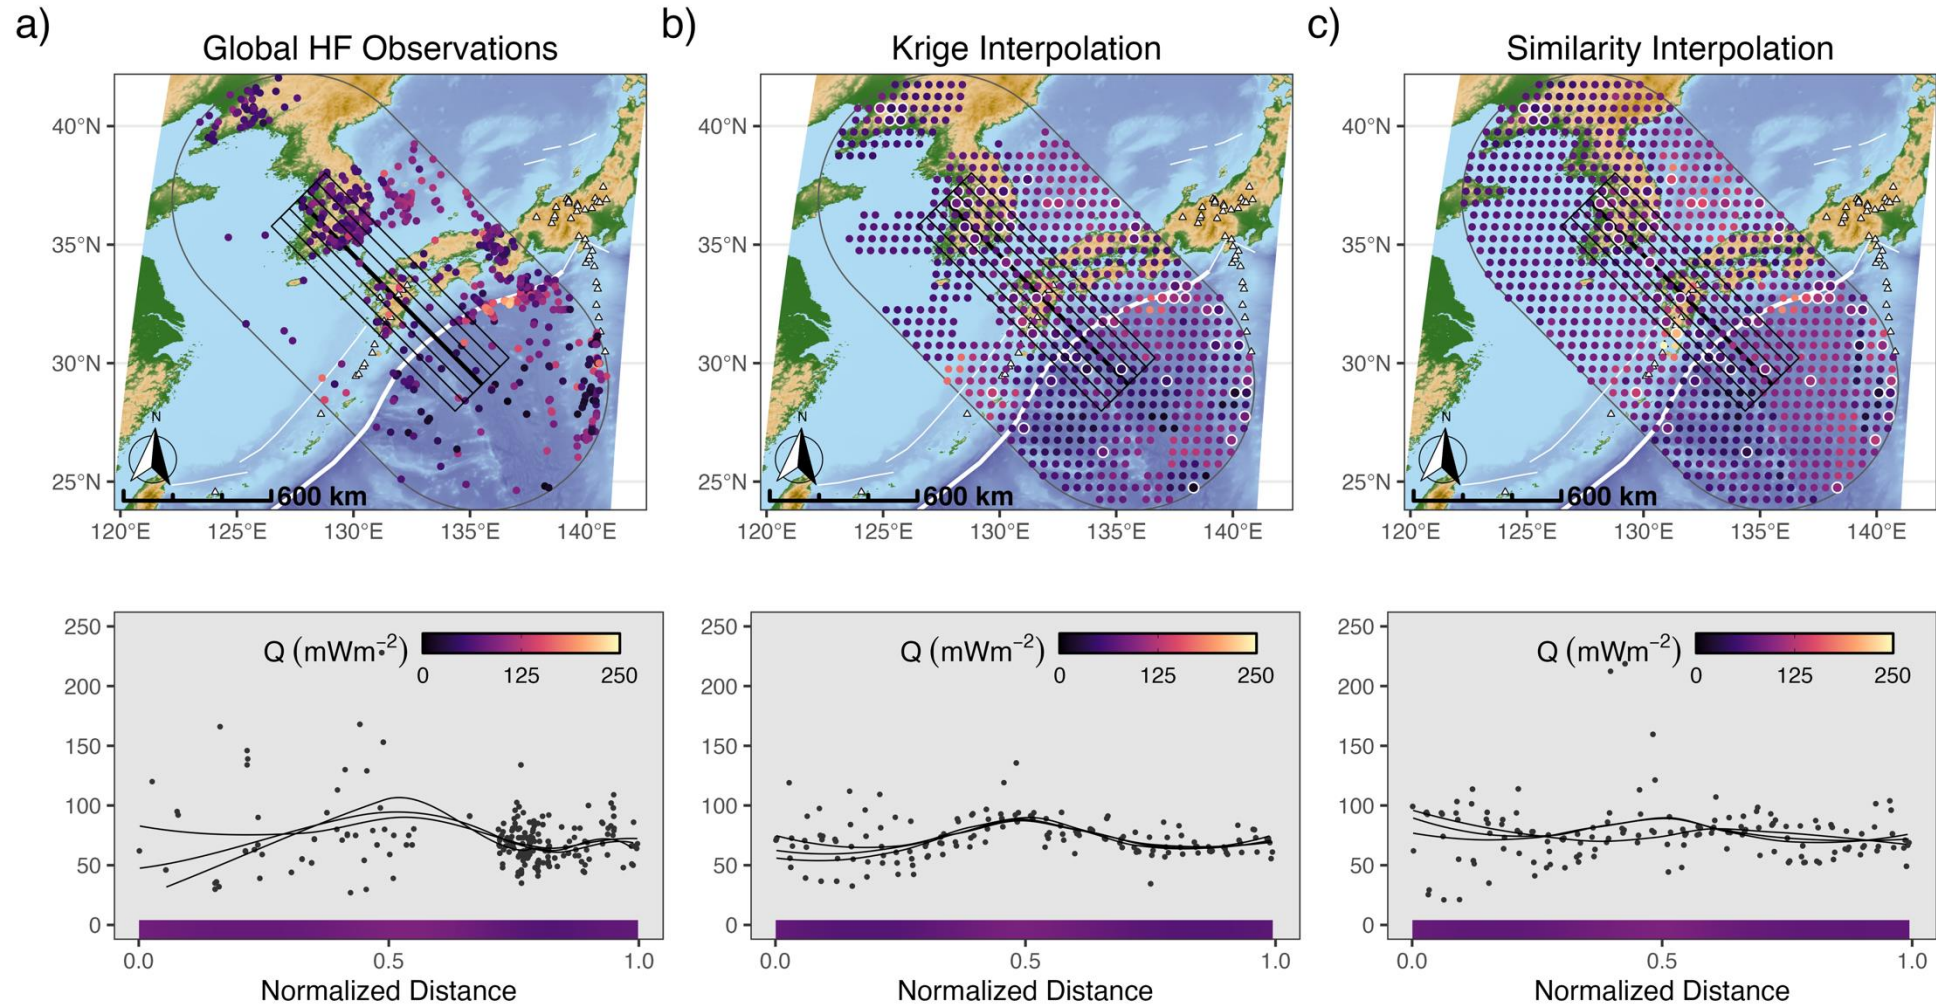 a)
Global HF Observations
40°N
35°N
30°N
25°N
N
600 km
120°E 125°E 130°E 135°E 140°E
b)
Krige Interpolation
40°N
35°N
30°N
25°N
N
600 km
120°E 125°E 130°E 135°E 140°E
c)
Similarity Interpolation
40°N
35°N
30°N
25°N
N
600 km
120°E 125°E 130°E 135°E 140°E
250
200
150
100
50
0
Q (mWm⁻²)
0 125 250
0.0 0.5 1.0
Normalized Distance
250
200
150
100
50
0
Q (mWm⁻²)
0 125 250
0.0 0.5 1.0
Normalized Distance
250
200
150
100
50
0
Q (mWm⁻²)
0 125 250
0.0 0.5 1.0
Normalized Distance